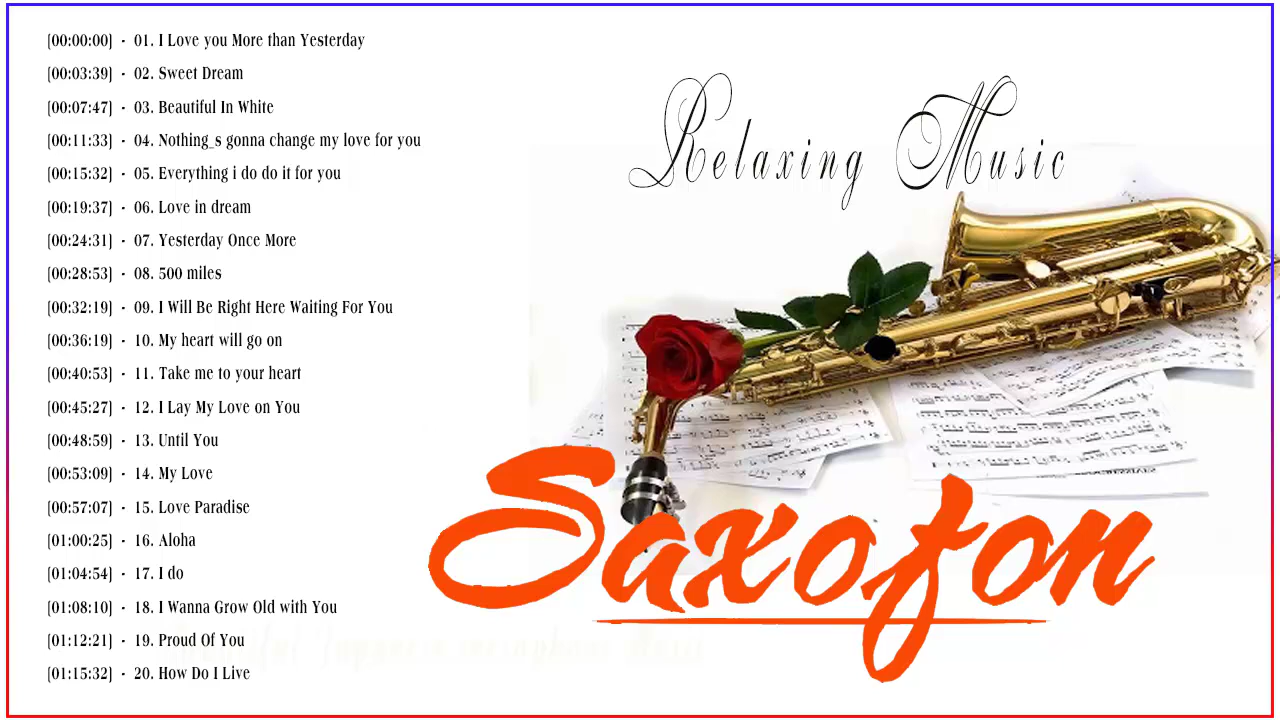 [00:00:00] - 01. I Love you More than Yesterday
[00:03:39] - 02. Sweet Dream
[00:07:47] - 03. Beautiful In White
[00:11:33] - 04. Nothing_s gonna change my love for you
[00:15:32] - 05. Everything i do do it for you
[00:19:37] - 06. Love in dream
[00:24:31] - 07. Yesterday Once More
[00:28:53] - 08. 500 miles
[00:32:19] - 09. I Will Be Right Here Waiting For You
[00:36:19] - 10. My heart will go on
[00:40:53] - 11. Take me to your heart
[00:45:27] - 12. I Lay My Love on You
[00:48:59] - 13. Until You
[00:53:09] - 14. My Love
[00:57:07] - 15. Love Paradise
[01:00:25] - 16. Aloha
[01:04:54] - 17. I do
[01:08:10] - 18. I Wanna Grow Old with You
[01:12:21] - 19. Proud Of You
[01:15:32] - 20. How Do I Live
Relaxing Music
Saxofon